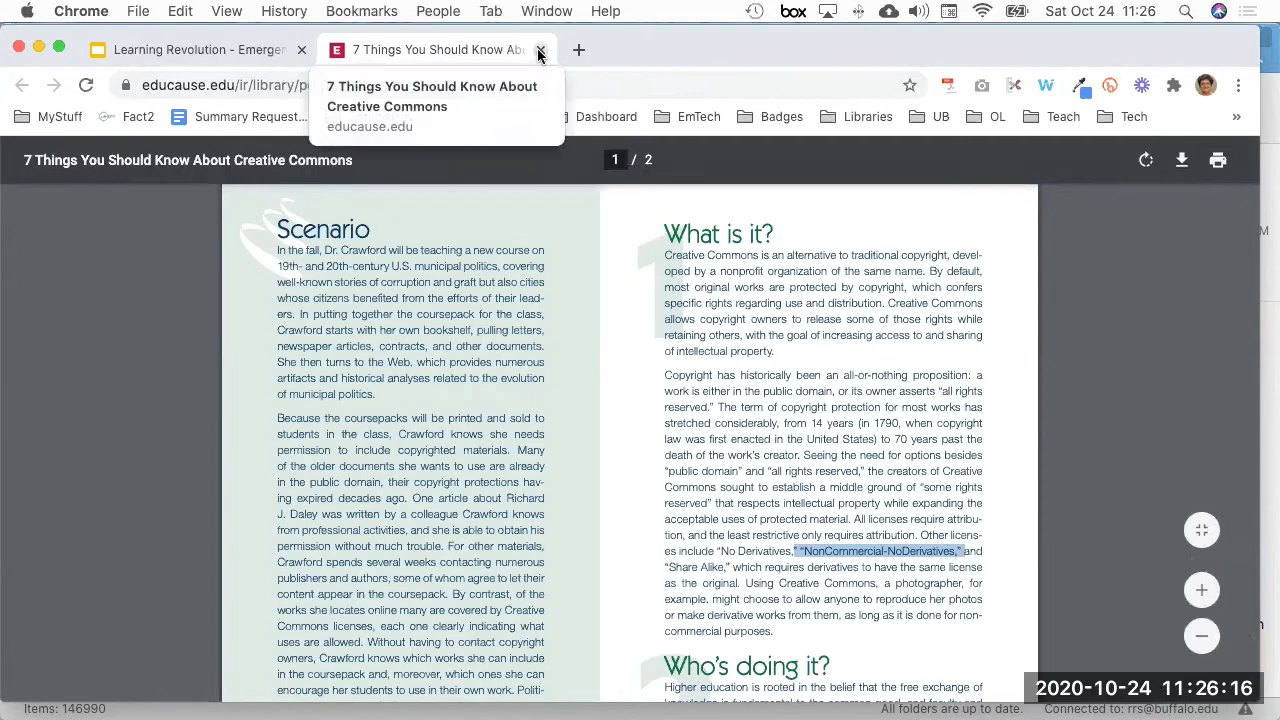 Chrome File Edit View History Bookmarks People Tab Window Help box Sat Oct 24 11:26
Learning Revolution - Emergen 7 Things You Should Know Abo
educause.edu/ir/library/p
7 Things You Should Know About
Creative Commons
educause.edu
MyStuff Fact2 Summary Request... Dashboard EmTech Badges Libraries UB OL Teach Tech »
7 Things You Should Know About Creative Commons 1 / 2
Scenario
In the fall, Dr. Crawford will be teaching a new course on
19th- and 20th-century U.S. municipal politics, covering
well-known stories of corruption and graft but also cities
whose citizens benefited from the efforts of their lead-
ers. In putting together the coursepack for the class,
Crawford starts with her own bookshelf, pulling letters,
newspaper articles, contracts, and other documents.
She then turns to the Web, which provides numerous
artifacts and historical analyses related to the evolution
of municipal politics.
Because the coursepacks will be printed and sold to
students in the class, Crawford knows she needs
permission to include copyrighted materials. Many
of the older documents she wants to use are already
in the public domain, their copyright protections hav-
ing expired decades ago. One article about Richard
J. Daley was written by a colleague Crawford knows
from professional activities, and she is able to obtain his
permission without much trouble. For other materials,
Crawford spends several weeks contacting numerous
publishers and authors, some of whom agree to let their
content appear in the coursepack. By contrast, of the
works she locates online many are covered by Creative
Commons licenses, each one clearly indicating what
uses are allowed. Without having to contact copyright
owners, Crawford knows which works she can include
in the coursepack and, moreover, which ones she can
encourage her students to use in their own work. Politi-
1
What is it?
Creative Commons is an alternative to traditional copyright, devel-
oped by a nonprofit organization of the same name. By default,
most original works are protected by copyright, which confers
specific rights regarding use and distribution. Creative Commons
allows copyright owners to release some of those rights while
retaining others, with the goal of increasing access to and sharing
of intellectual property.
Copyright has historically been an all-or-nothing proposition: a
work is either in the public domain, or its owner asserts “all rights
reserved.” The term of copyright protection for most works has
stretched considerably, from 14 years (in 1790, when copyright
law was first enacted in the United States) to 70 years past the
death of the work’s creator. Seeing the need for options besides
“public domain” and “all rights reserved,” the creators of Creative
Commons sought to establish a middle ground of “some rights
reserved” that respects intellectual property while expanding the
acceptable uses of protected material. All licenses require attribu-
tion, and the least restrictive only requires attribution. Other licens-
es include “No Derivatives,” “NonCommercial-NoDerivatives,” and
“Share Alike,” which requires derivatives to have the same license
as the original. Using Creative Commons, a photographer, for
example, might choose to allow anyone to reproduce her photos
or make derivative works from them, as long as it is done for non-
commercial purposes.
Who’s doing it?
Higher education is rooted in the belief that the free exchange of
2020-10-24 11:26:16
Items: 146990 All folders are up to date. Connected to: rrs@buffalo.edu